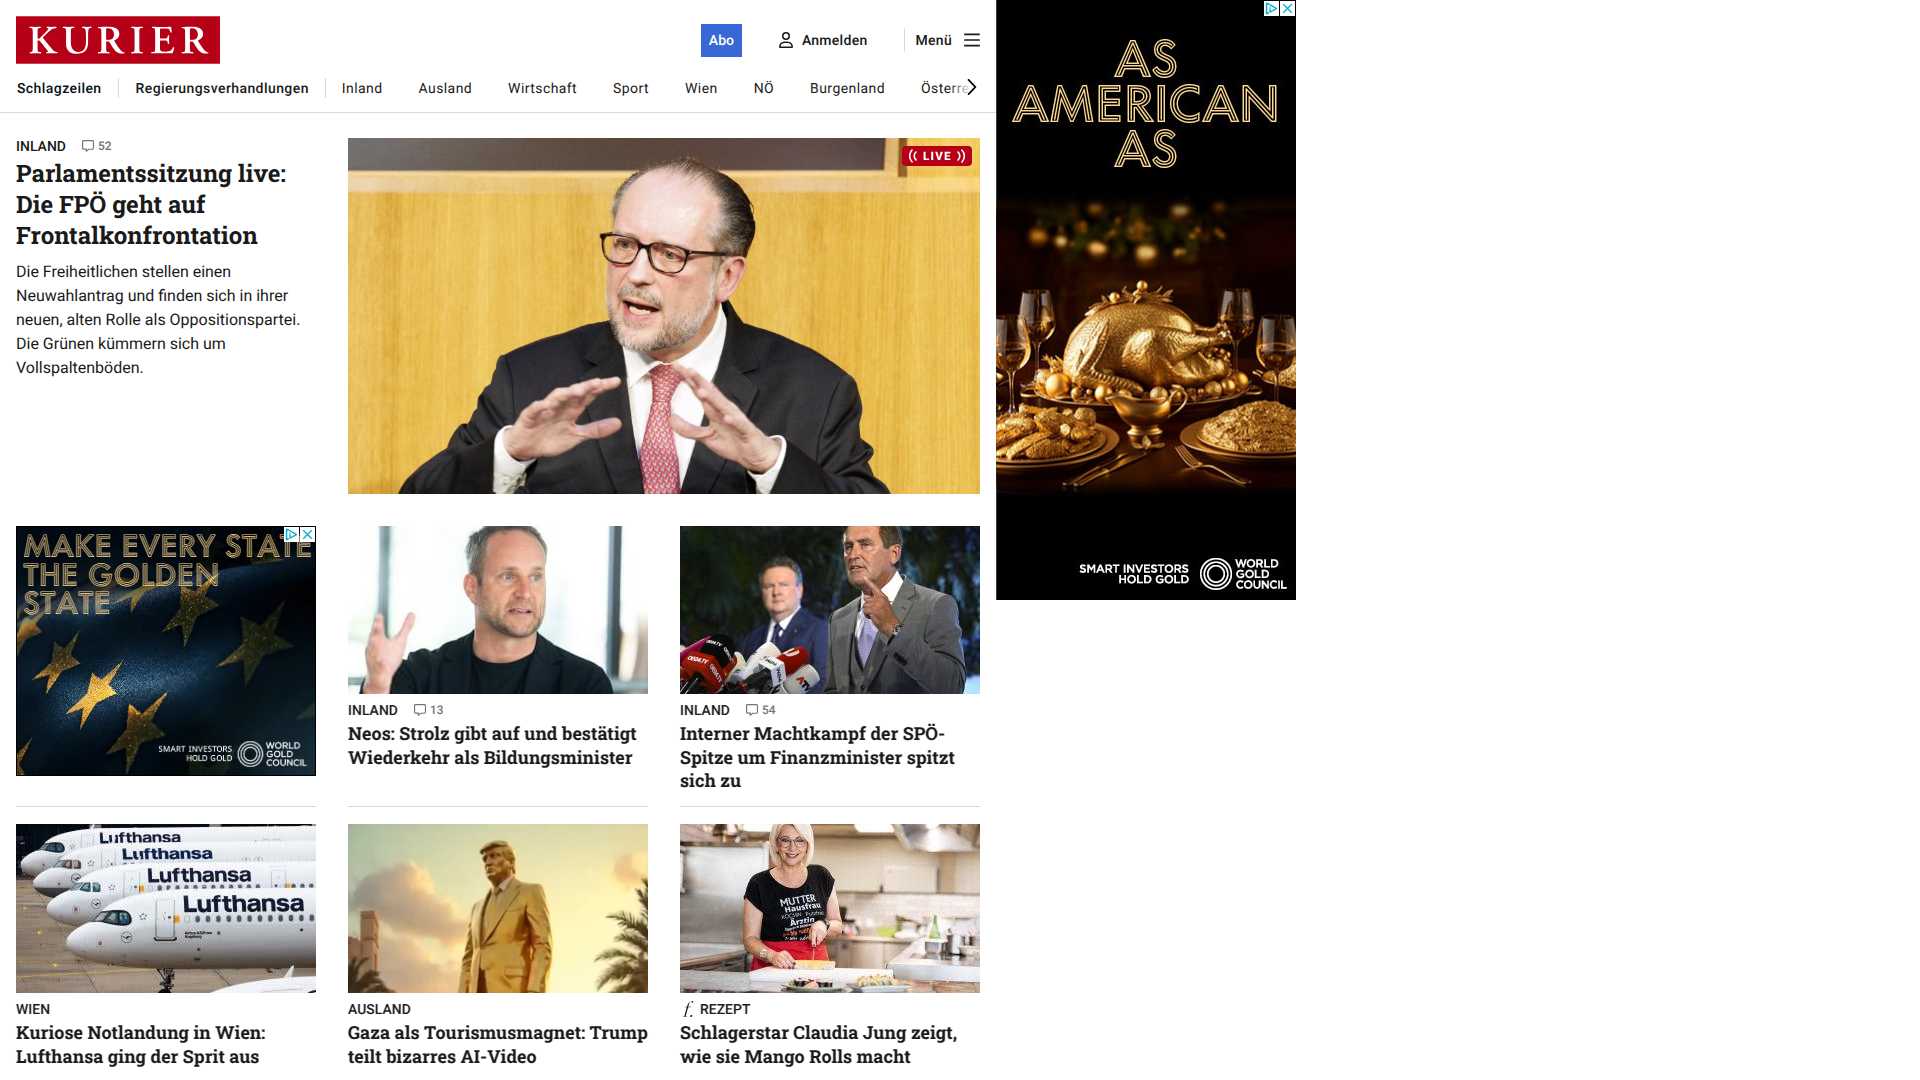 KURIER
Abo
Anmelden
Menü
Schlagzeilen
Regierungsverhandlungen
Inland
Ausland
Wirtschaft
Sport
Wien
NÖ
Burgenland
Österre
INLAND 52
Parlamentssitzung live:
Die FPÖ geht auf
Frontalkonfrontation
Die Freiheitlichen stellen einen
Neuwahlantrag und finden sich in ihrer
neuen, alten Rolle als Oppositionspartei.
Die Grünen kümmern sich um
Vollspaltenböden.
LIVE
AS
AMERICAN
AS
SMART INVESTORS
HOLD GOLD
WORLD
GOLD
COUNCIL
MAKE EVERY STATE
THE GOLDEN
STATE
SMART INVESTORS
HOLD GOLD
WORLD
GOLD
COUNCIL
INLAND 13
Neos: Strolz gibt auf und bestätigt
Wiederkehr als Bildungsminister
INLAND 54
Interner Machtkampf der SPÖ-
Spitze um Finanzminister spitzt
sich zu
Lufthansa
Lufthansa
Lufthansa
Lufthansa
WIEN
Kuriose Notlandung in Wien:
Lufthansa ging der Sprit aus
AUSLAND
Gaza als Tourismusmagnet: Trump
teilt bizarres AI-Video
MUTTER
Hausfrau
Ärztin
f. REZEPT
Schlagerstar Claudia Jung zeigt,
wie sie Mango Rolls macht